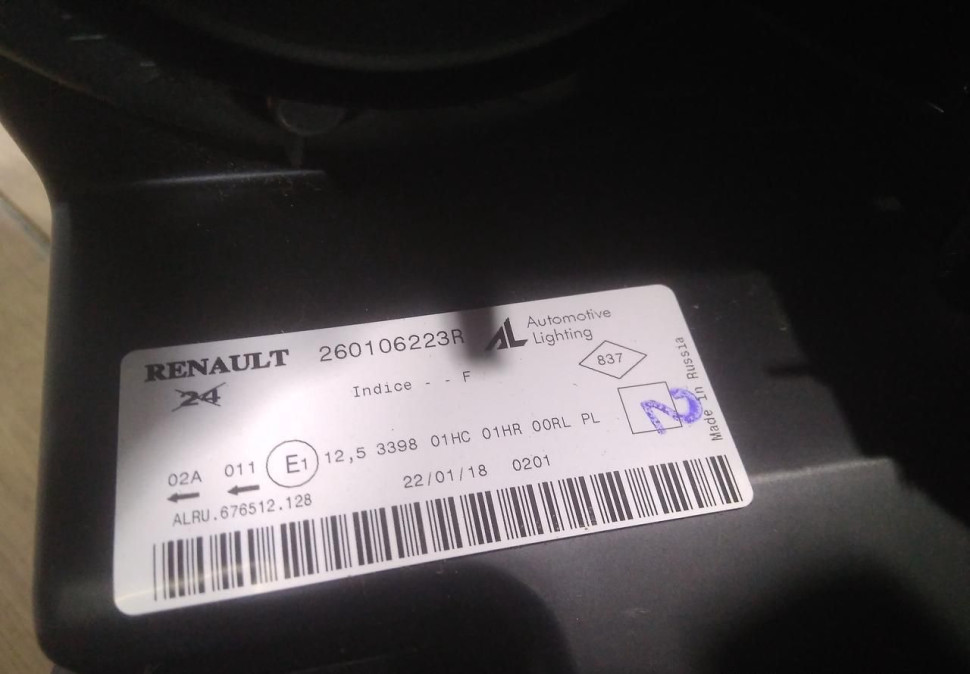 RENAULT 260106223R AL Automotive Lighting
24
Indice - - F
837
2
Made in Russia
02A 011 E1 12,5 3398 01HC 01HR 00RL PL
22/01/18 0201
ALRU.676512.128